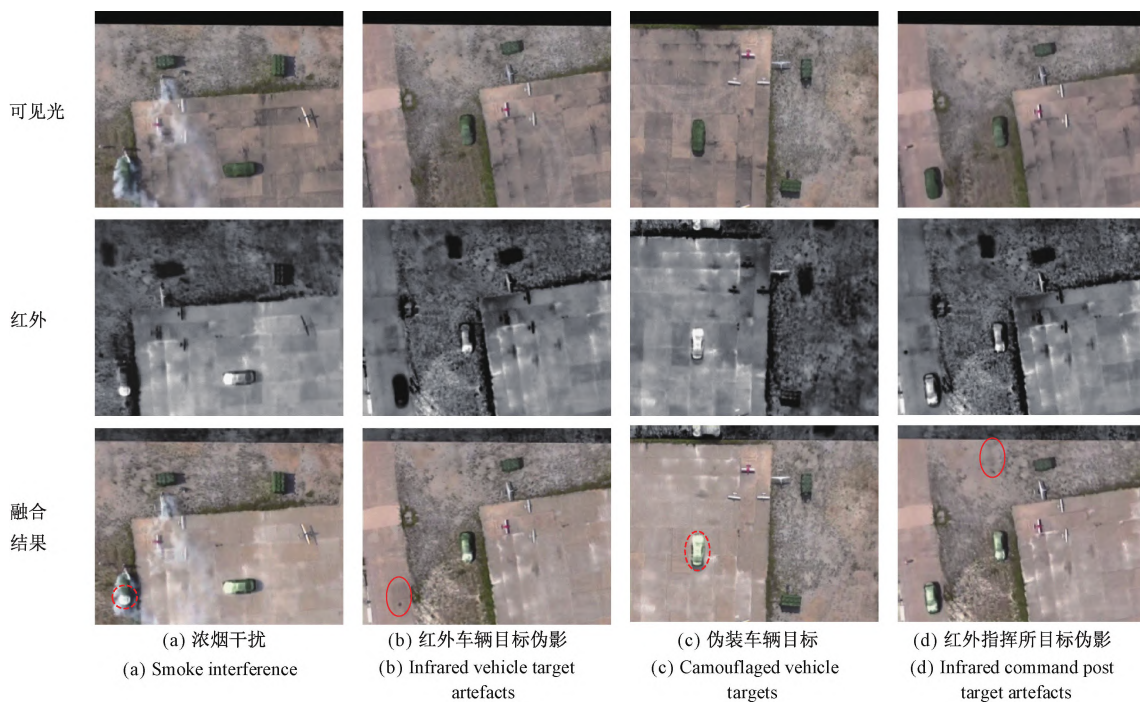 可见光
红外
融合
结果
(a) 浓烟干扰
(a) Smoke interference
(b) 红外车辆目标伪影
(b) Infrared vehicle target
artefacts
(c) 伪装车辆目标
(c) Camouflaged vehicle
targets
(d) 红外指挥所目标伪影
(d) Infrared command post
target artefacts